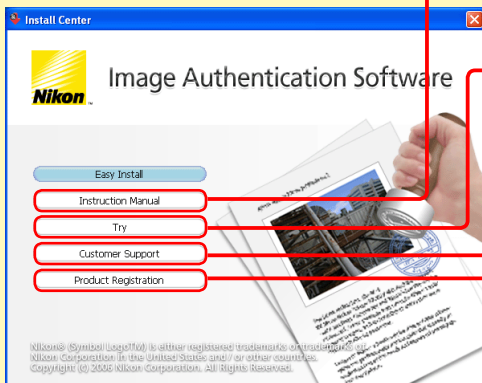 Install Center
Nikon
Image Authentication Software
Easy Install
Instruction Manual
Try
Customer Support
Product Registration
Nikon® (Symbol Logo/TM) is either registered trademarks or trademarks of
Nikon Corporation in the United States and / or other countries.
Copyright (c) 2006 Nikon Corporation. All Rights Reserved.